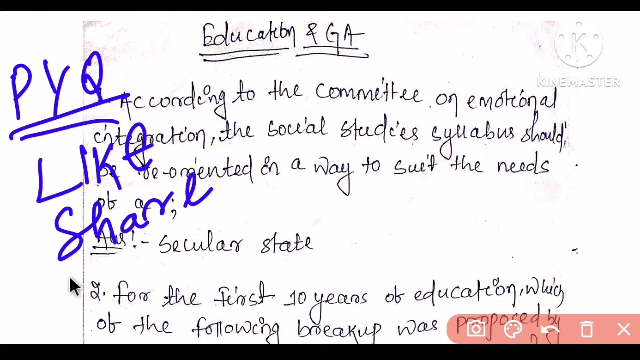 Education & GA
KINEMASTER
PYQ
According to the Committee on emotional
integration, the social studies syllabus should
be re-oriented in a way to suit the needs
of a ;
LIKE
Share
Ans:- Secular state
2. for the first 10 years of education, which
of the following breakup was proposed by